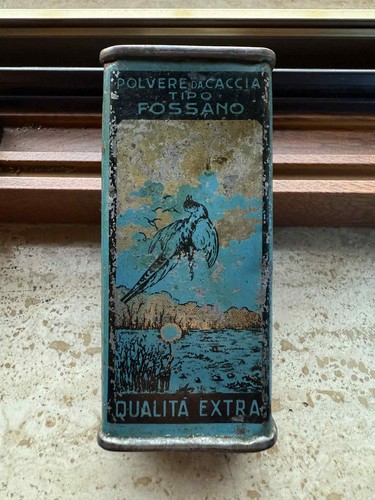 POLVERE DA CACCIA
TIPO
FOSSANO
QUALITÀ EXTRA